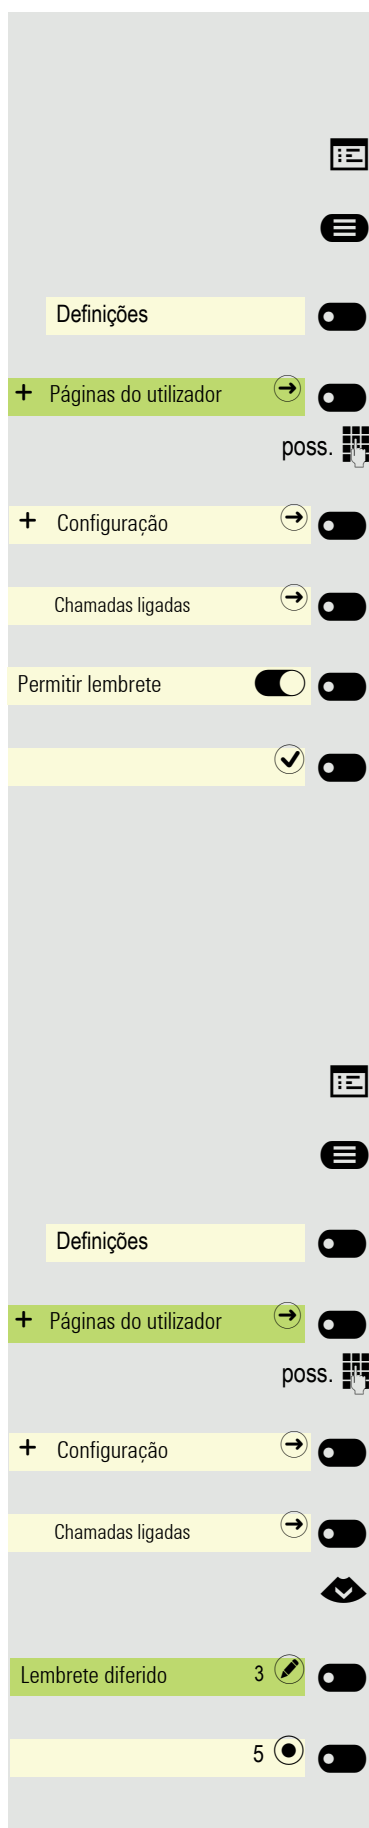 Definições
+ Páginas do utilizador
poss.
+ Configuração
Chamadas ligadas
Permitir lembrete
Definições
+ Páginas do utilizador
poss.
+ Configuração
Chamadas ligadas
Lembrete diferido 3
5